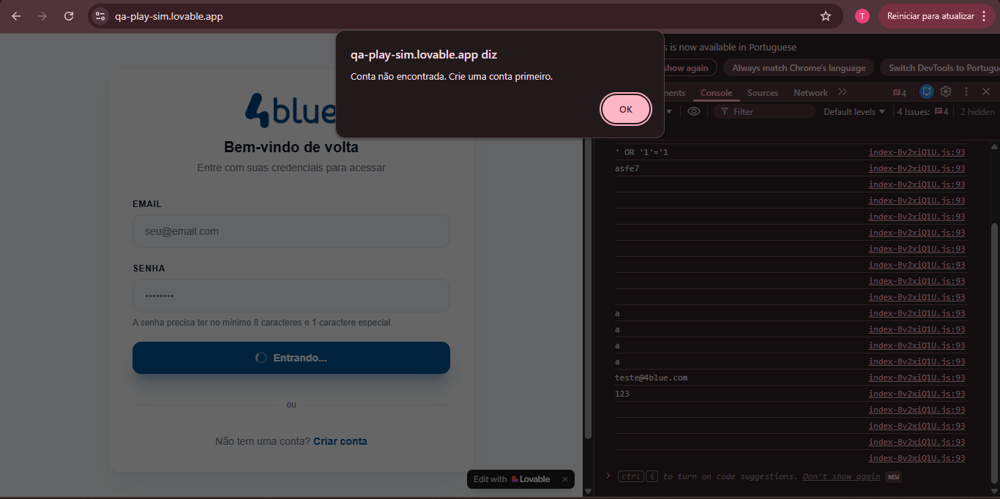 qa-play-sim.lovable.app
T
Reiniciar para atualizar
qa-play-sim.lovable.app diz
Conta não encontrada. Crie uma conta primeiro.
OK
is now available in Portuguese
show again
Always match Chrome's language
Switch DevTools to
Console
Sources
Network
4
Filter
Default levels
4 Issues:
4
2 hidden
4blue
Bem-vindo de volta
Entre com suas credenciais para acessar
EMAIL
seu@email.com
SENHA
••••••••
A senha precisa ter no mínimo 8 caracteres e 1 caractere especial.
Entrando...
ou
Não tem uma conta? Criar conta
Edit with Lovable
' OR '1'='1 index-Bv2xiQ1U.js:93
asfe7 index-Bv2xiQ1U.js:93
index-Bv2xiQ1U.js:93
index-Bv2xiQ1U.js:93
index-Bv2xiQ1U.js:93
index-Bv2xiQ1U.js:93
index-Bv2xiQ1U.js:93
index-Bv2xiQ1U.js:93
index-Bv2xiQ1U.js:93
index-Bv2xiQ1U.js:93
a index-Bv2xiQ1U.js:93
a index-Bv2xiQ1U.js:93
a index-Bv2xiQ1U.js:93
a index-Bv2xiQ1U.js:93
teste@4blue.com index-Bv2xiQ1U.js:93
123 index-Bv2xiQ1U.js:93
index-Bv2xiQ1U.js:93
index-Bv2xiQ1U.js:93
index-Bv2xiQ1U.js:93
index-Bv2xiQ1U.js:93
ctrl i to turn on code suggestions. Don't show again NEW